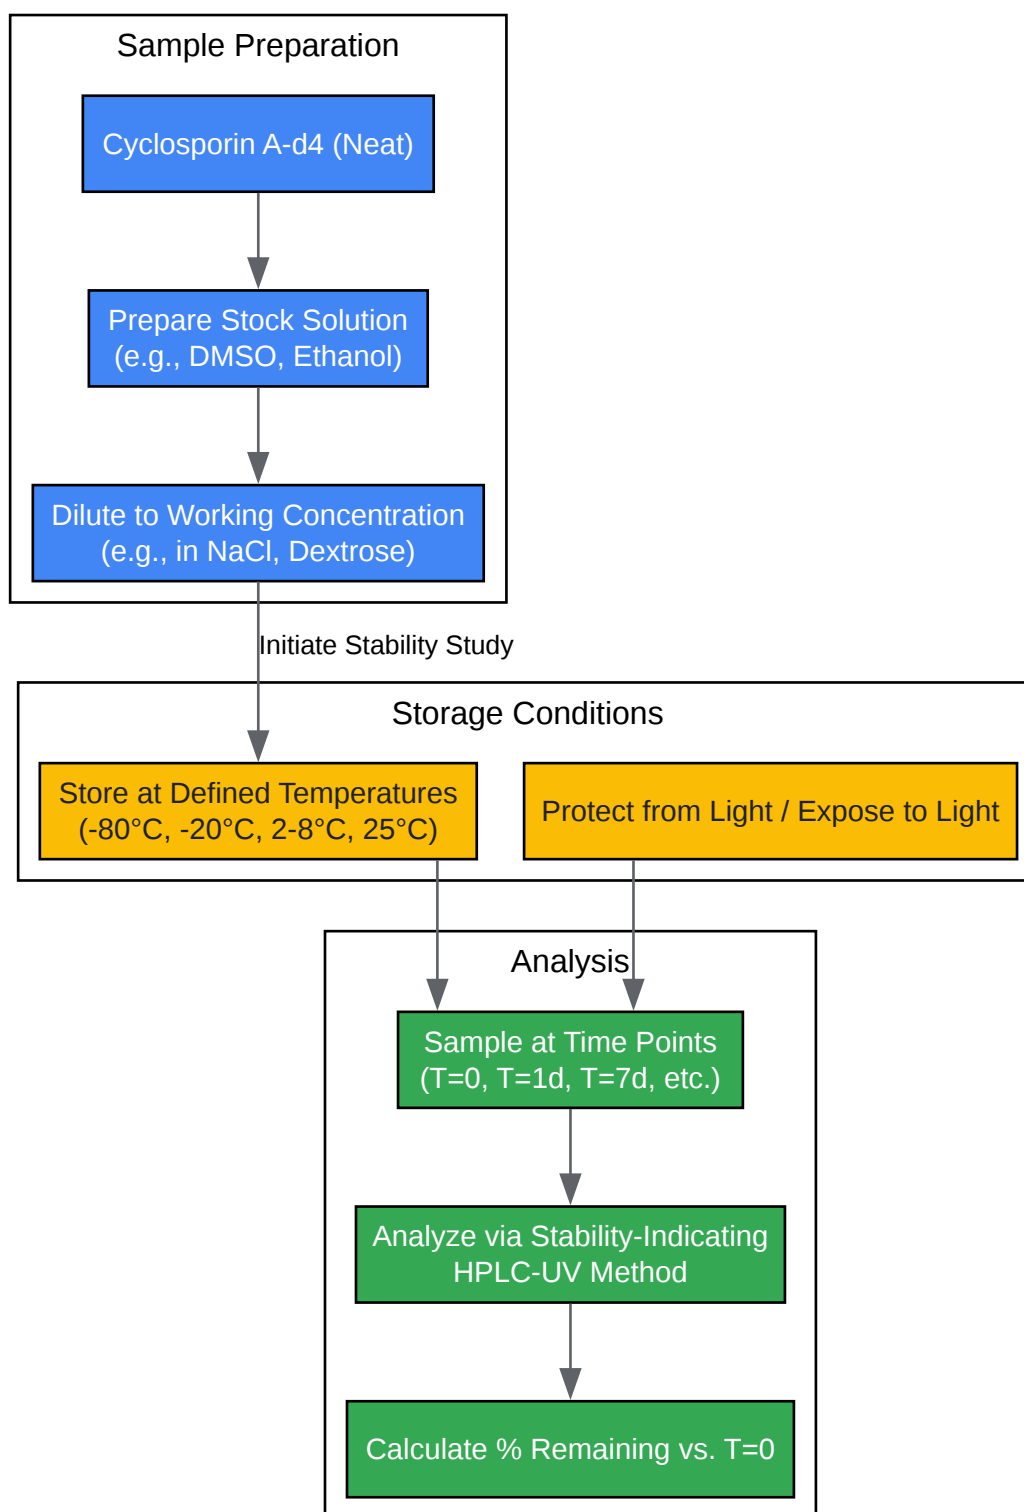 Sample Preparation
Cyclosporin A-d4 (Neat)
Prepare Stock Solution
(e.g., DMSO, Ethanol)
Dilute to Working Concentration
(e.g., in NaCl, Dextrose)
Initiate Stability Study
Storage Conditions
Store at Defined Temperatures
(-80°C, -20°C, 2-8°C, 25°C)
Protect from Light / Expose to Light
Analysis
Sample at Time Points
(T=0, T=1d, T=7d, etc.)
Analyze via Stability-Indicating
HPLC-UV Method
Calculate % Remaining vs. T=0